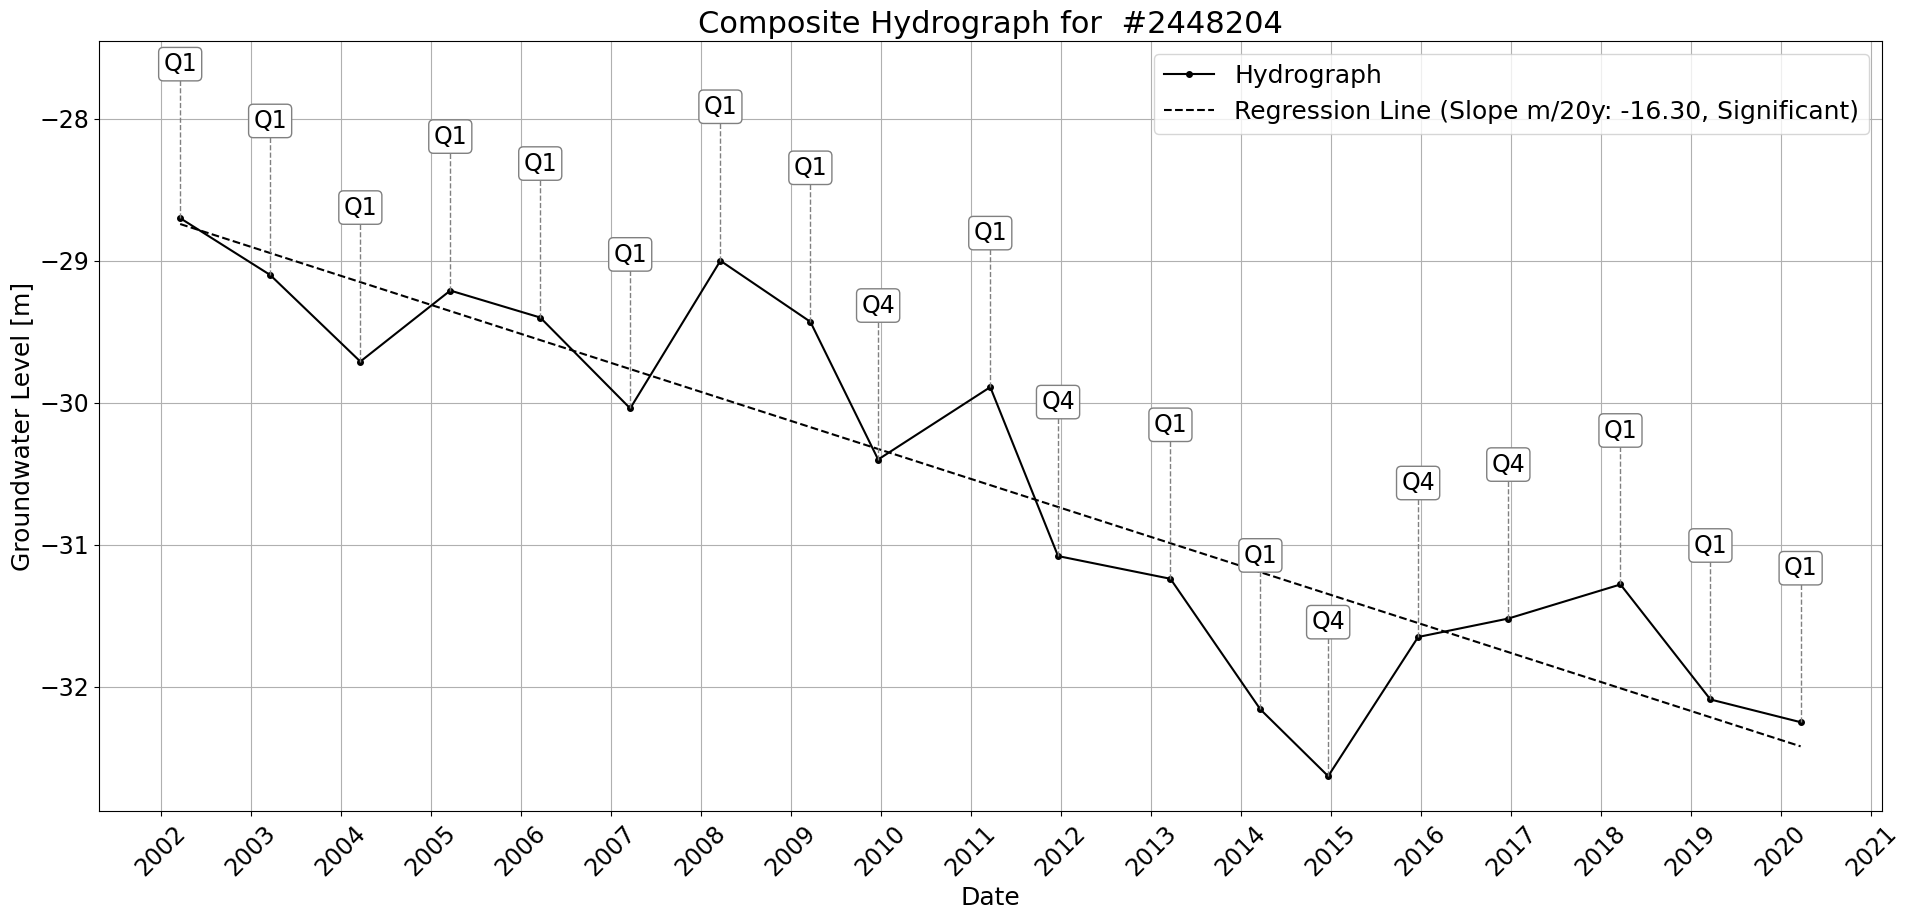 Composite Hydrograph for  #2448204
Hydrograph
Regression Line (Slope m/20y: -16.30, Significant)
Groundwater Level [m]
−28
−29
−30
−31
−32
Q1
Q1
Q1
Q1
Q1
Q1
Q1
Q1
Q4
Q1
Q4
Q1
Q1
Q4
Q4
Q4
Q1
Q1
Q1
2002
2003
2004
2005
2006
2007
2008
2009
2010
2011
2012
2013
2014
2015
2016
2017
2018
2019
2020
2021
Date